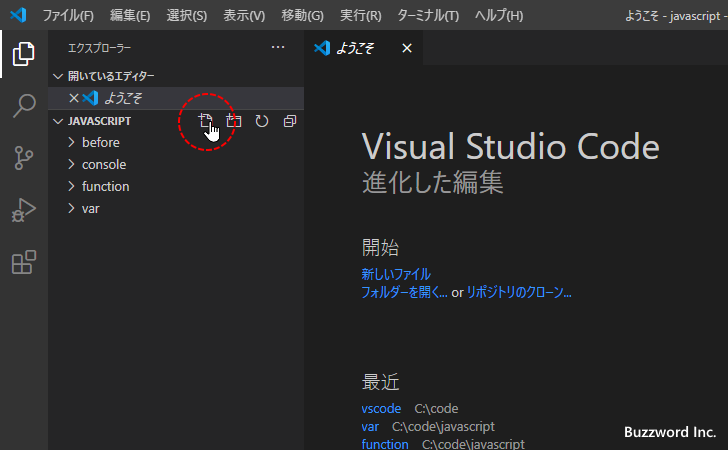 ファイル(F) 編集(E) 選択(S) 表示(V) 移動(G) 実行(R) ターミナル(T) ヘルプ(H) ようこそ - javascript -
エクスプローラー ···
ようこそ ×
開いているエディター
× ようこそ
JAVASCRIPT
before
console
function
var
Visual Studio Code
進化した編集
開始
新しいファイル
フォルダーを開く... or リポジトリのクローン...
最近
vscode C:\code
var C:\code\javascript
function C:\code\javascript
Buzzword Inc.